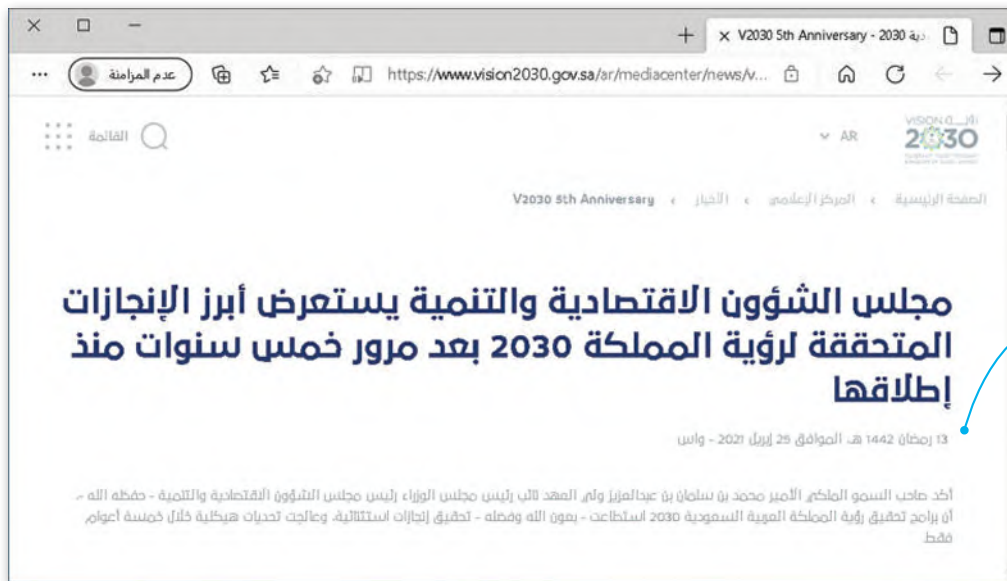 V2030 5th Anniversary - 2030
عدم المزامنة
https://www.vision2030.gov.sa/ar/mediacenter/news/v...
VISION رؤيـــة
2030
AR
القائمة
الصفحة الرئيسية › المركز الإعلامي › الأخبار › V2030 5th Anniversary
مجلس الشؤون الاقتصادية والتنمية يستعرض أبرز الإنجازات
المتحققة لرؤية المملكة 2030 بعد مرور خمس سنوات منذ
إطلاقها
13 رمضان 1442 هـ الموافق 25 إبريل 2021 - واس
أكد صاحب السمو الملكي الأمير محمد بن سلمان بن عبدالعزيز ولي العهد نائب رئيس مجلس الوزراء رئيس مجلس الشؤون الاقتصادية والتنمية - حفظه الله -
أن برامج تحقيق رؤية المملكة العربية السعودية 2030 استطاعت - بعون الله وفضله - تحقيق إنجازات استثنائية، وعالجت تحديات هيكلية خلال خمسة أعوام
فقط